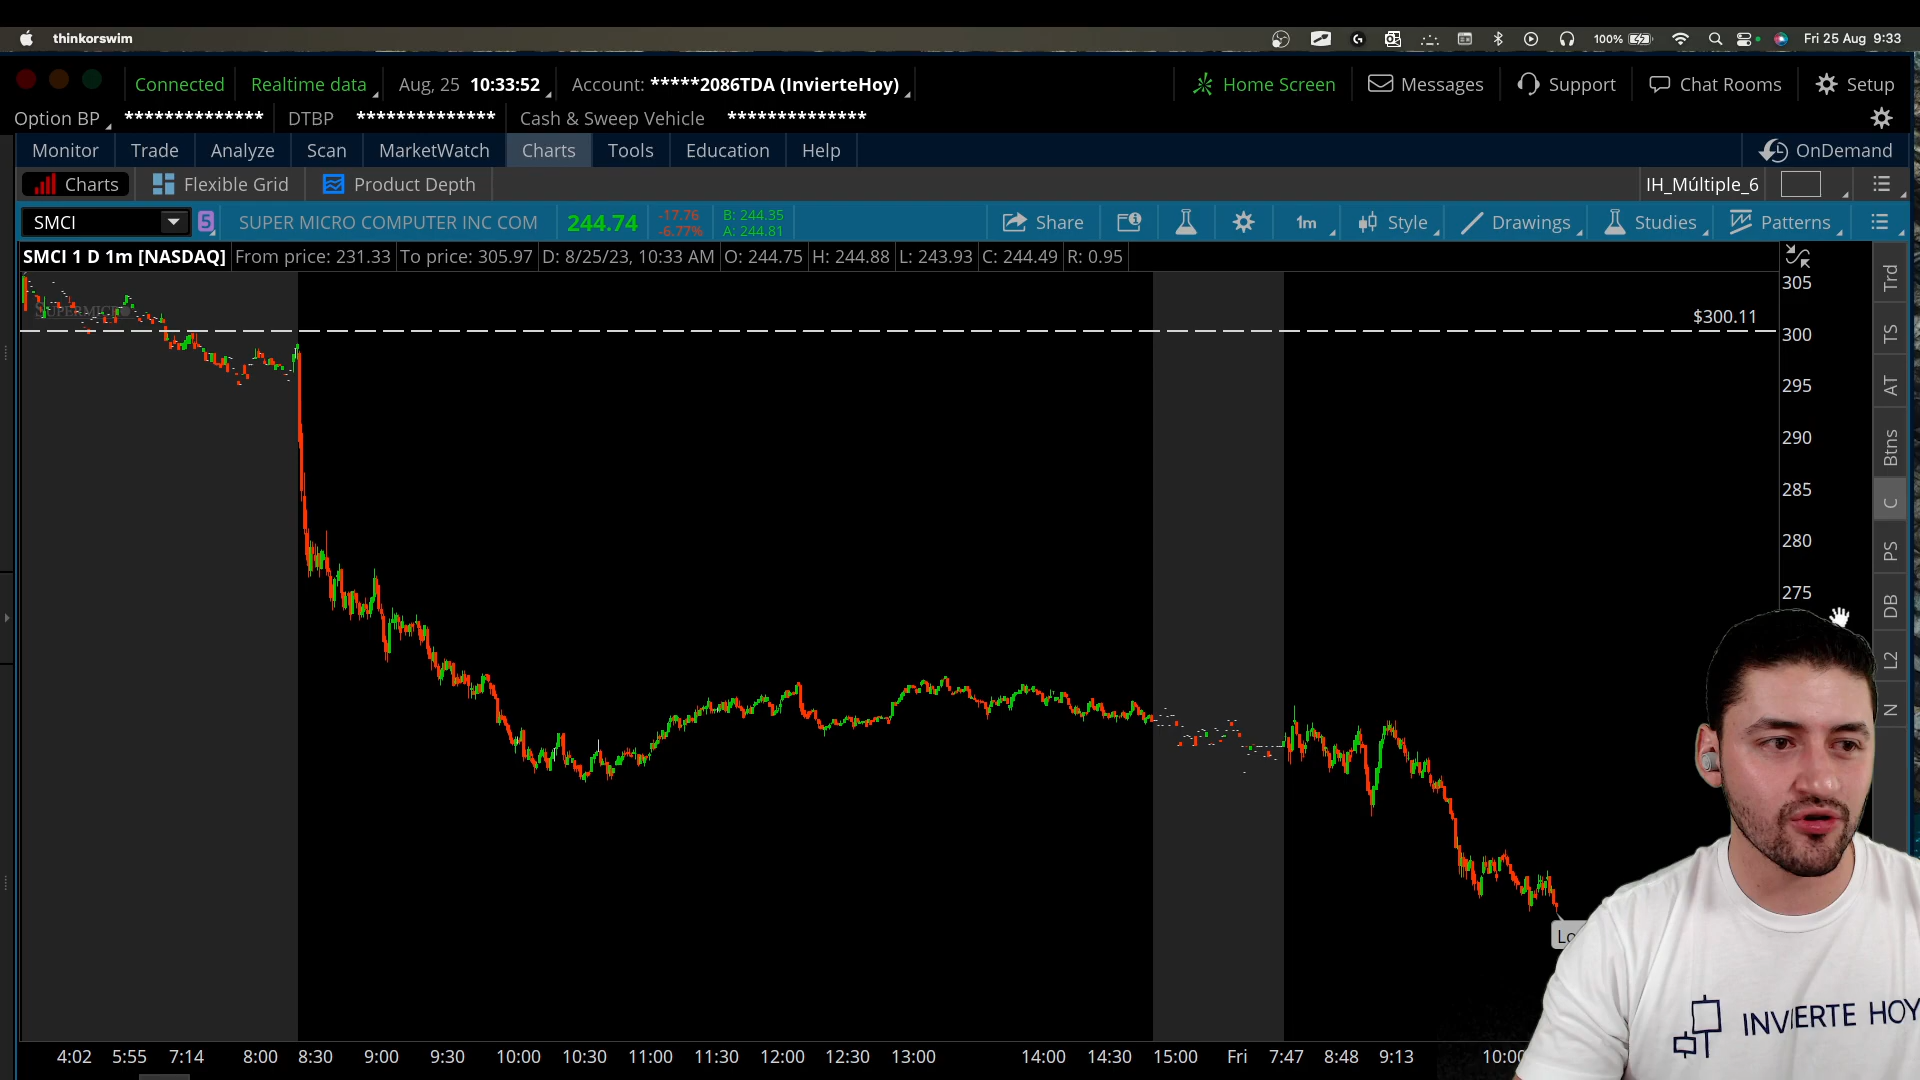 thinkorswim
100%
Fri 25 Aug 9:33
Connected
Realtime data
Aug, 25 10:33:52
Account: *****2086TDA (InvierteHoy)
Home Screen
Messages
Support
Chat Rooms
Setup
Option BP **************
DTBP **************
Cash & Sweep Vehicle **************
Monitor
Trade
Analyze
Scan
MarketWatch
Charts
Tools
Education
Help
OnDemand
Charts
Flexible Grid
Product Depth
IH_Múltiple_6
SMCI
5
SUPER MICRO COMPUTER INC COM
244.74
-17.76
-6.77%
B: 244.35
A: 244.81
Share
1m
Style
Drawings
Studies
Patterns
SMCI 1 D 1m [NASDAQ]
From price: 231.33
To price: 305.97
D: 8/25/23, 10:33 AM
O: 244.75
H: 244.88
L: 243.93
C: 244.49
R: 0.95
SUPERMICRO
$300.11
305
300
295
290
285
280
275
Trd
TS
AT
Btns
C
PS
DB
L2
N
Lo
4:02
5:55
7:14
8:00
8:30
9:00
9:30
10:00
10:30
11:00
11:30
12:00
12:30
13:00
14:00
14:30
15:00
Fri
7:47
8:48
9:13
10:00
INVIERTE HOY